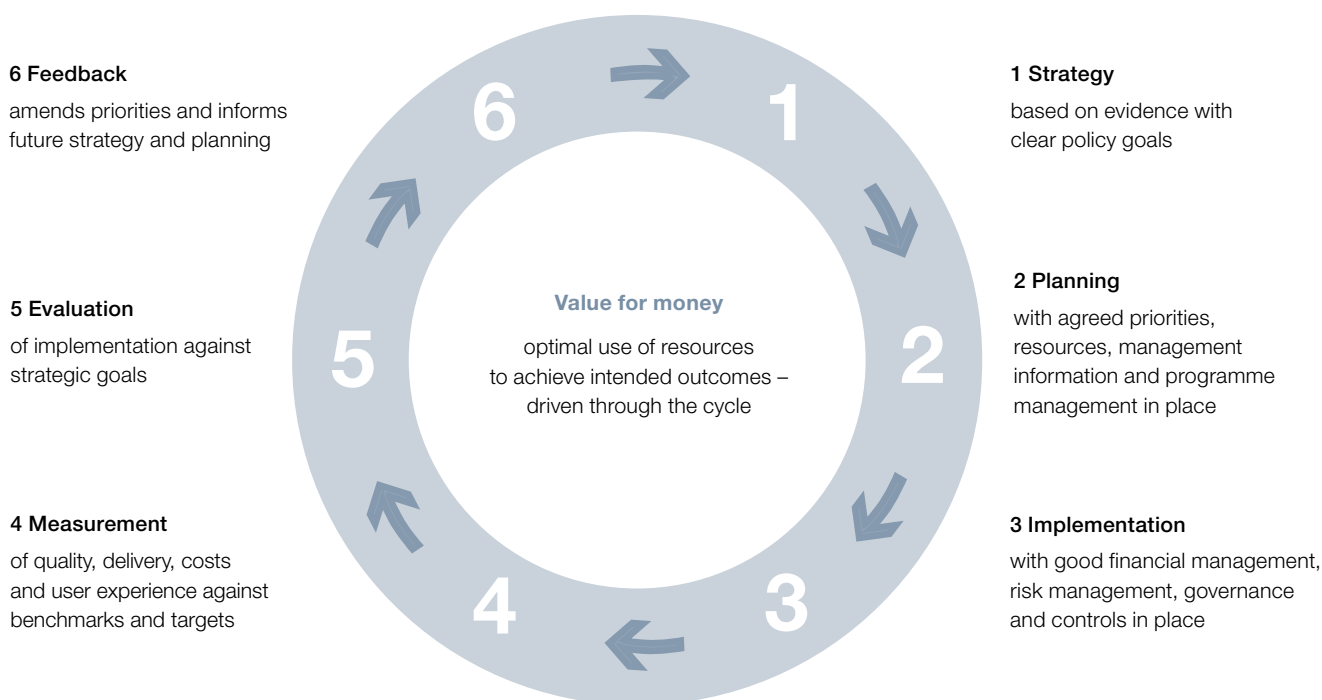 6 Feedback
amends priorities and informs
future strategy and planning
5 Evaluation
of implementation against
strategic goals
4 Measurement
of quality, delivery, costs
and user experience against
benchmarks and targets
6
1
5
2
4
3
Value for money
optimal use of resources
to achieve intended outcomes –
driven through the cycle
1 Strategy
based on evidence with
clear policy goals
2 Planning
with agreed priorities,
resources, management
information and programme
management in place
3 Implementation
with good financial management,
risk management, governance
and controls in place